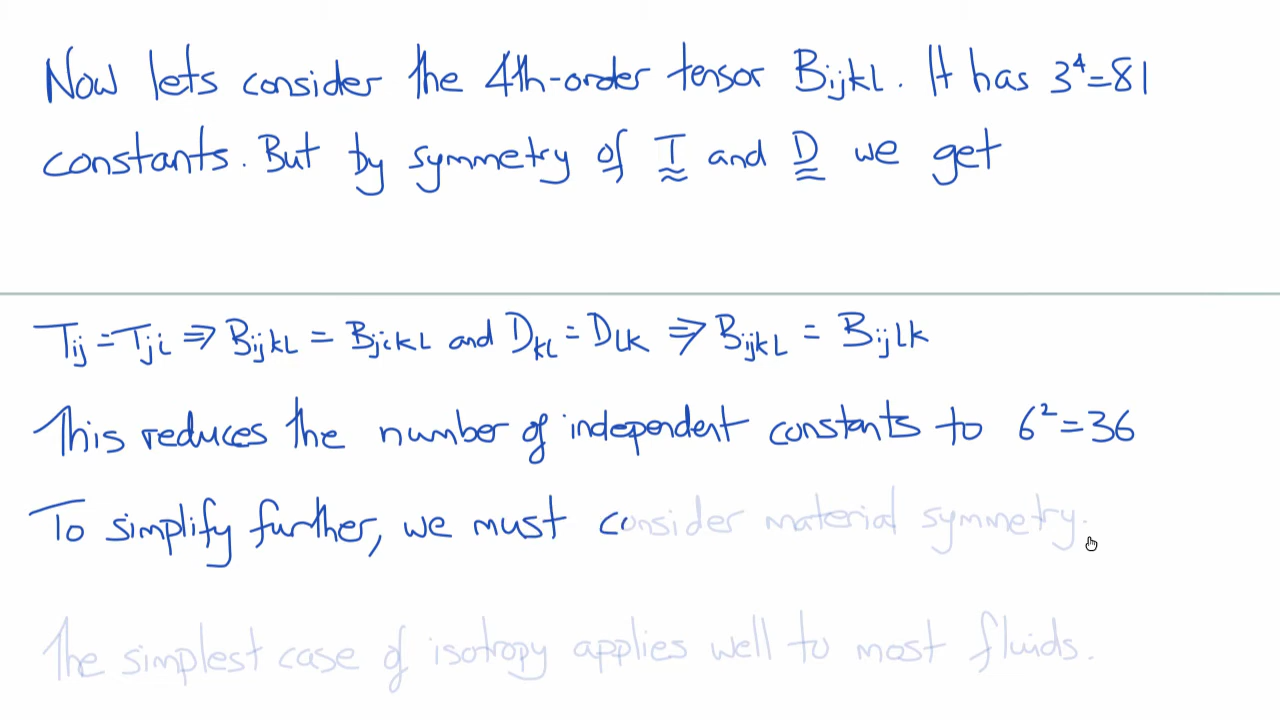 Now lets consider the 4th-order tensor Bijkl. It has 3⁴=81
constants. But by symmetry of T and D we get
Tij = Tji ⇒ Bijkl = Bjikl and Dkl = Dlk ⇒ Bijkl = Bijlk
This reduces the number of independent constants to 6² = 36
To simplify further, we must consider material symmetry.
The simplest case of isotropy applies well to most fluids.